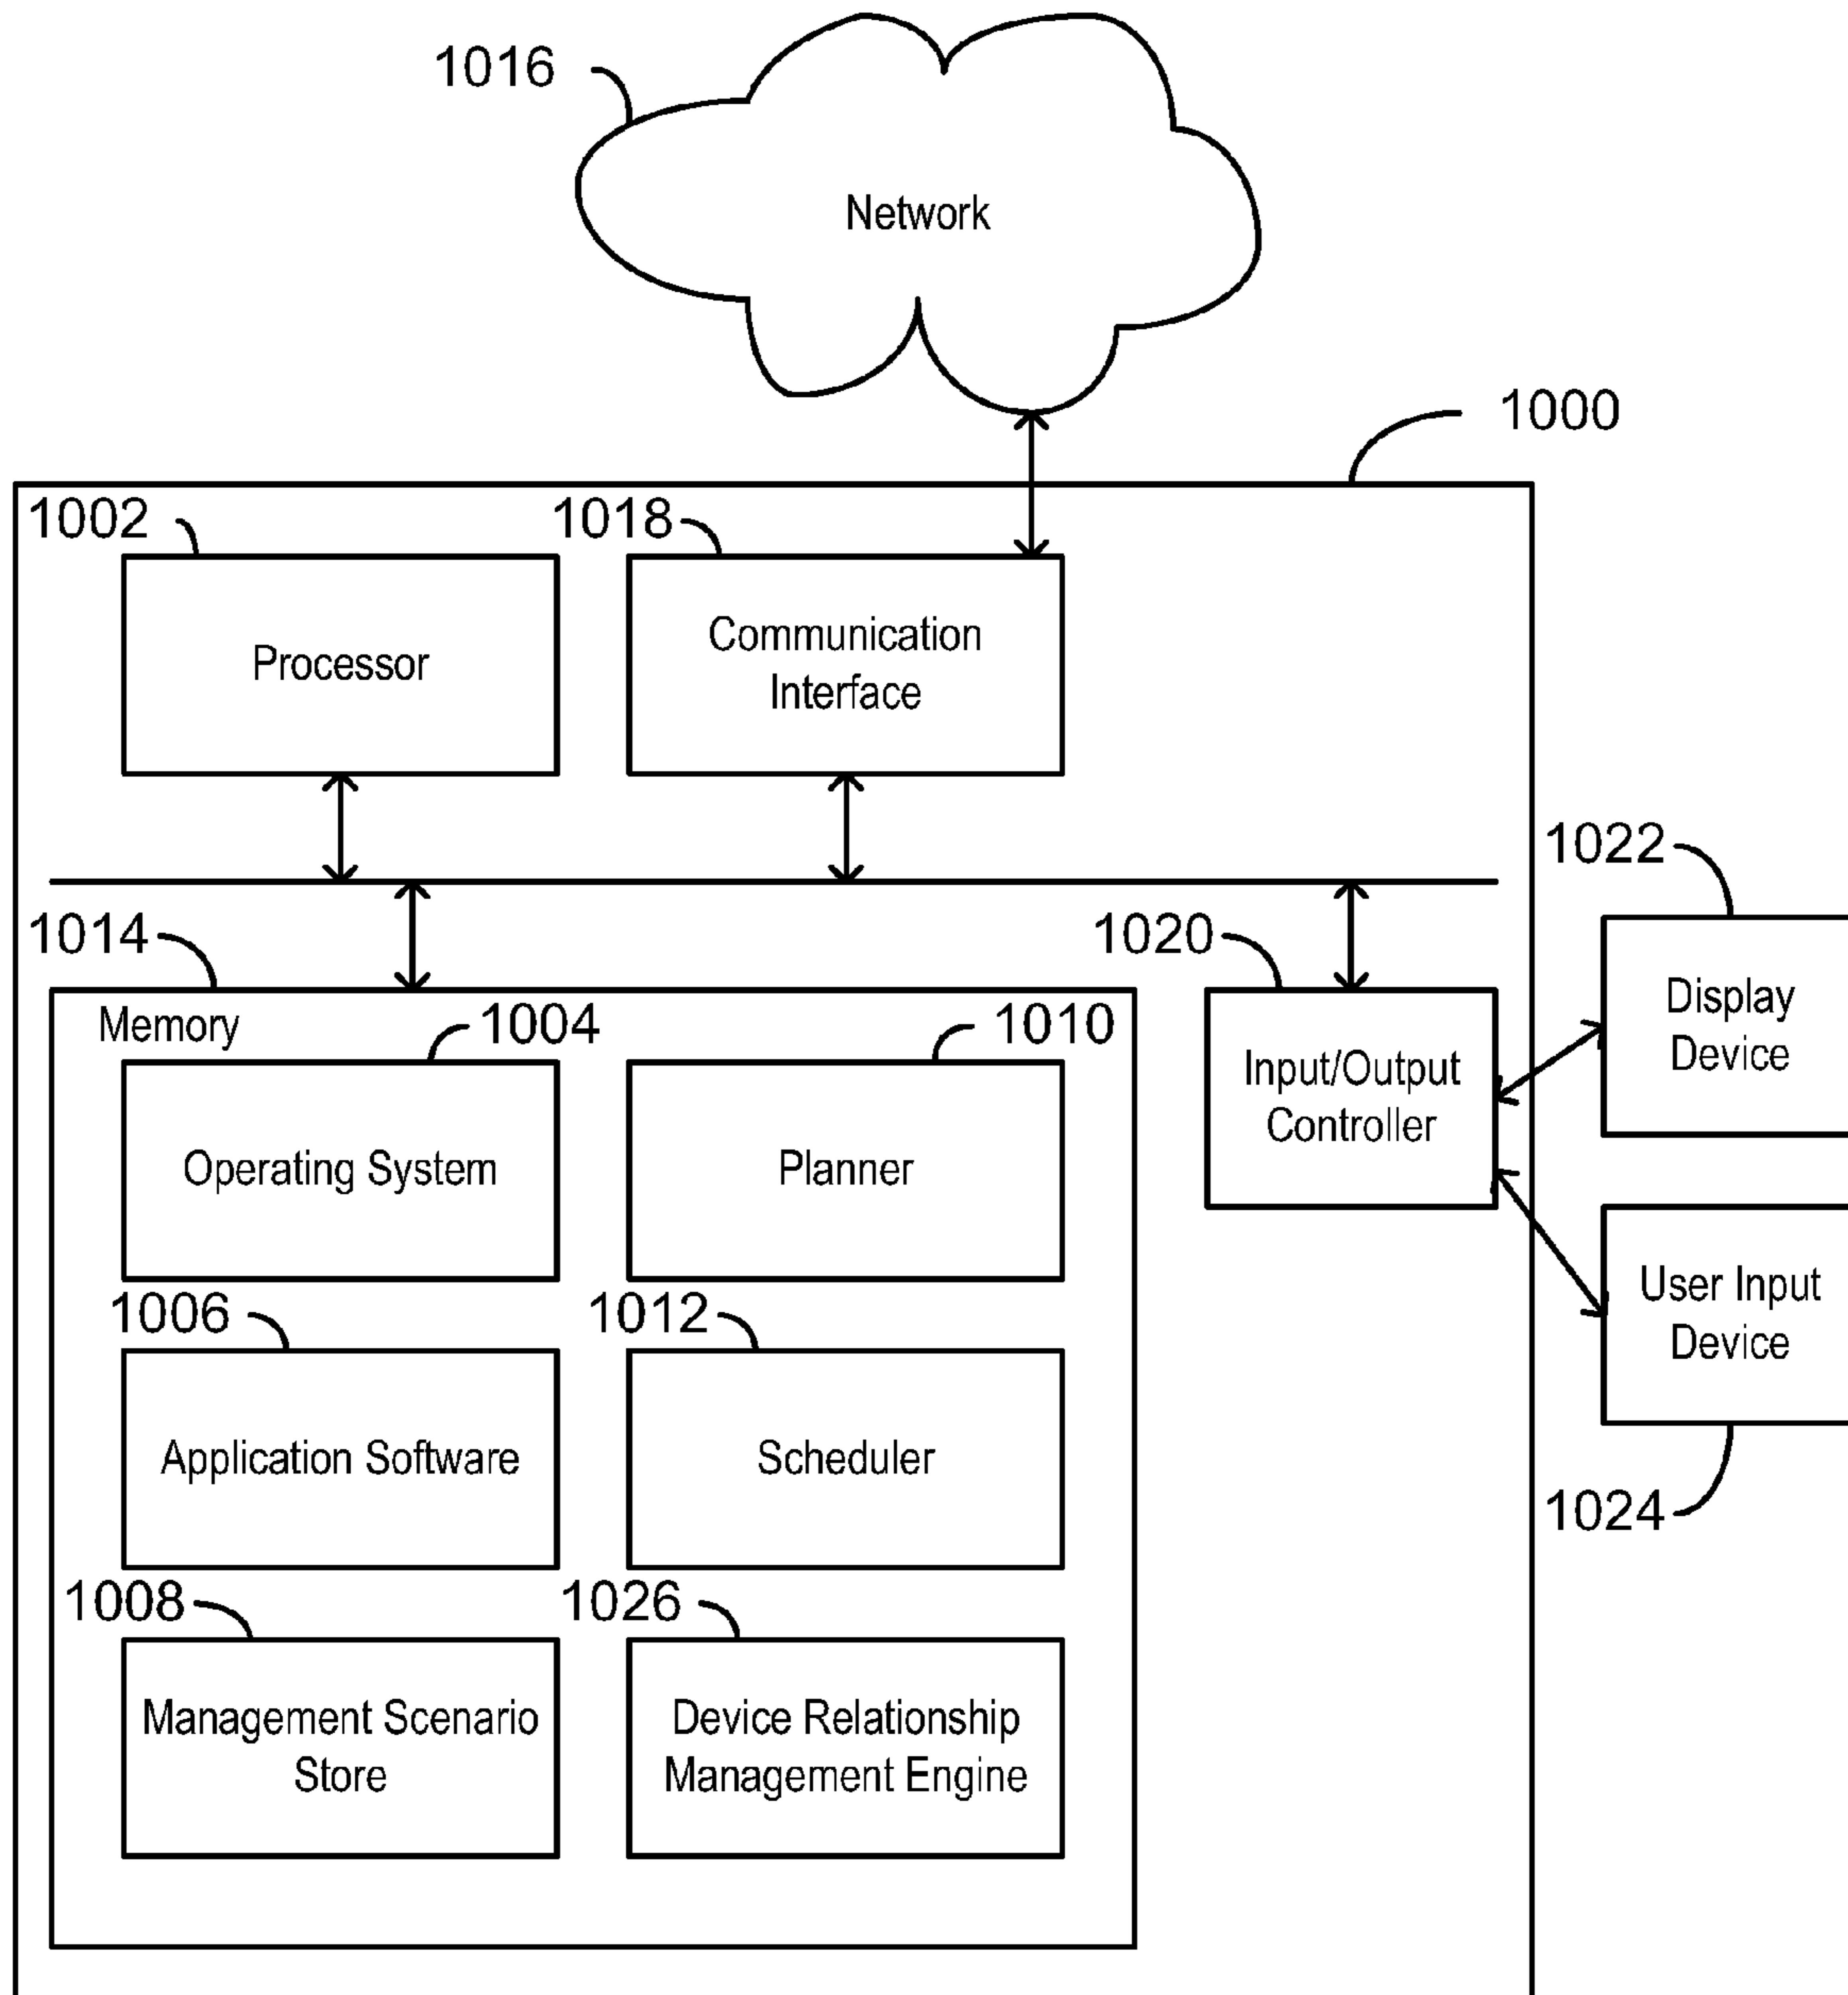 1016
Network
1000
1002
1018
Processor
Communication
Interface
1022
1014
1020
Display
Device
Memory
1004
1010
Input/Output
Controller
Operating System
Planner
User Input
Device
1006
1012
Application Software
Scheduler
1024
1008
1026
Management Scenario
Store
Device Relationship
Management Engine